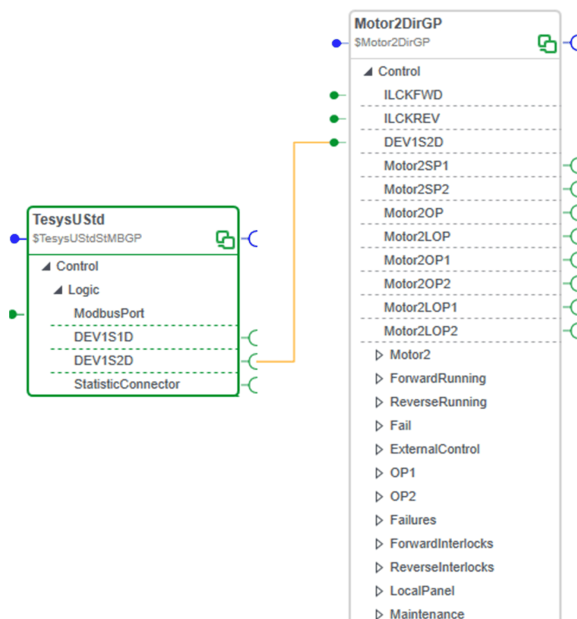 Motor2DirGP
$Motor2DirGP
Control
ILCKFWD
ILCKREV
DEV1S2D
Motor2SP1
Motor2SP2
Motor2OP
Motor2LOP
Motor2OP1
Motor2OP2
Motor2LOP1
Motor2LOP2
Motor2
ForwardRunning
ReverseRunning
Fail
ExternalControl
OP1
OP2
Failures
ForwardInterlocks
ReverseInterlocks
LocalPanel
Maintenance
TesysUStd
$TesysUStdStMBGP
Control
Logic
ModbusPort
DEV1S1D
DEV1S2D
StatisticConnector